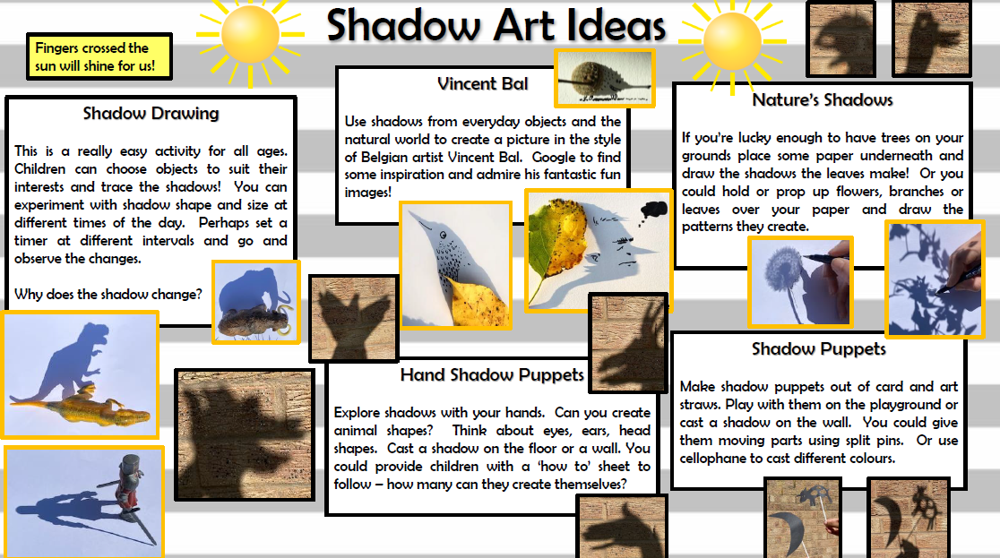 Shadow Art Ideas
Fingers crossed the
sun will shine for us!
Shadow Drawing
This is a really easy activity for all ages.
Children can choose objects to suit their
interests and trace the shadows!  You can
experiment with shadow shape and size at
different times of the day.  Perhaps set a
timer at different intervals and go and
observe the changes.
Why does the shadow change?
Vincent Bal
Use shadows from everyday objects and the
natural world to create a picture in the style
of Belgian artist Vincent Bal.  Google to find
some inspiration and admire his fantastic fun
images!
Nature's Shadows
If you're lucky enough to have trees on your
grounds place some paper underneath and
draw the shadows the leaves make!  Or you
could hold or prop up flowers, branches or
leaves over your paper and draw the
patterns they create.
Hand Shadow Puppets
Explore shadows with your hands.  Can you create
animal shapes?  Think about eyes, ears, head
shapes.  Cast a shadow on the floor or a wall. You
could provide children with a 'how to' sheet to
follow – how many can they create themselves?
Shadow Puppets
Make shadow puppets out of card and art
straws. Play with them on the playground or
cast a shadow on the wall.  You could give
them moving parts using split pins.  Or use
cellophane to cast different colours.